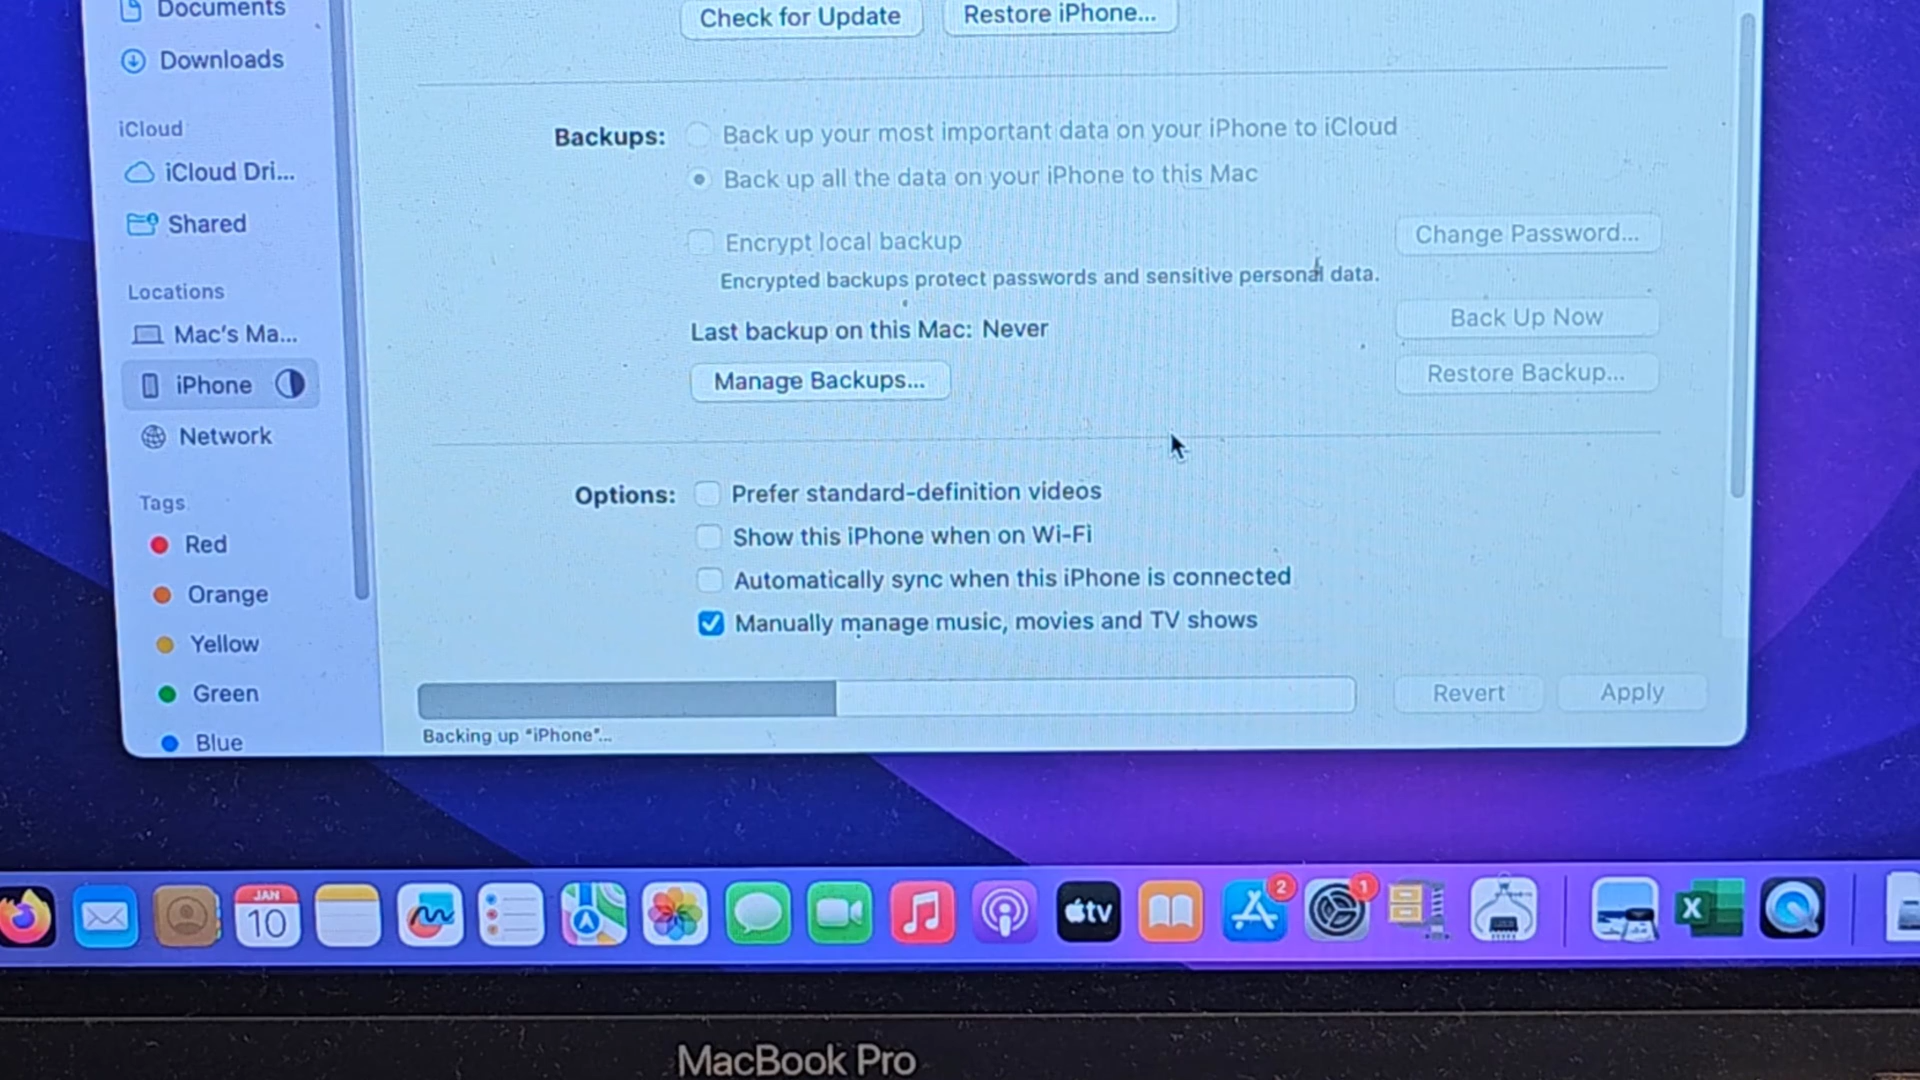 Documents
Downloads
iCloud
iCloud Dri...
Shared
Locations
Mac's Ma...
iPhone
Network
Tags
Red
Orange
Yellow
Green
Blue
Check for Update
Restore iPhone...
Backups:
Back up your most important data on your iPhone to iCloud
Back up all the data on your iPhone to this Mac
Encrypt local backup
Change Password...
Encrypted backups protect passwords and sensitive personal data.
Last backup on this Mac: Never
Back Up Now
Manage Backups...
Restore Backup...
Options:
Prefer standard-definition videos
Show this iPhone when on Wi-Fi
Automatically sync when this iPhone is connected
Manually manage music, movies and TV shows
Revert
Apply
Backing up "iPhone"...
JAN
10
tv
2
1
X
MacBook Pro